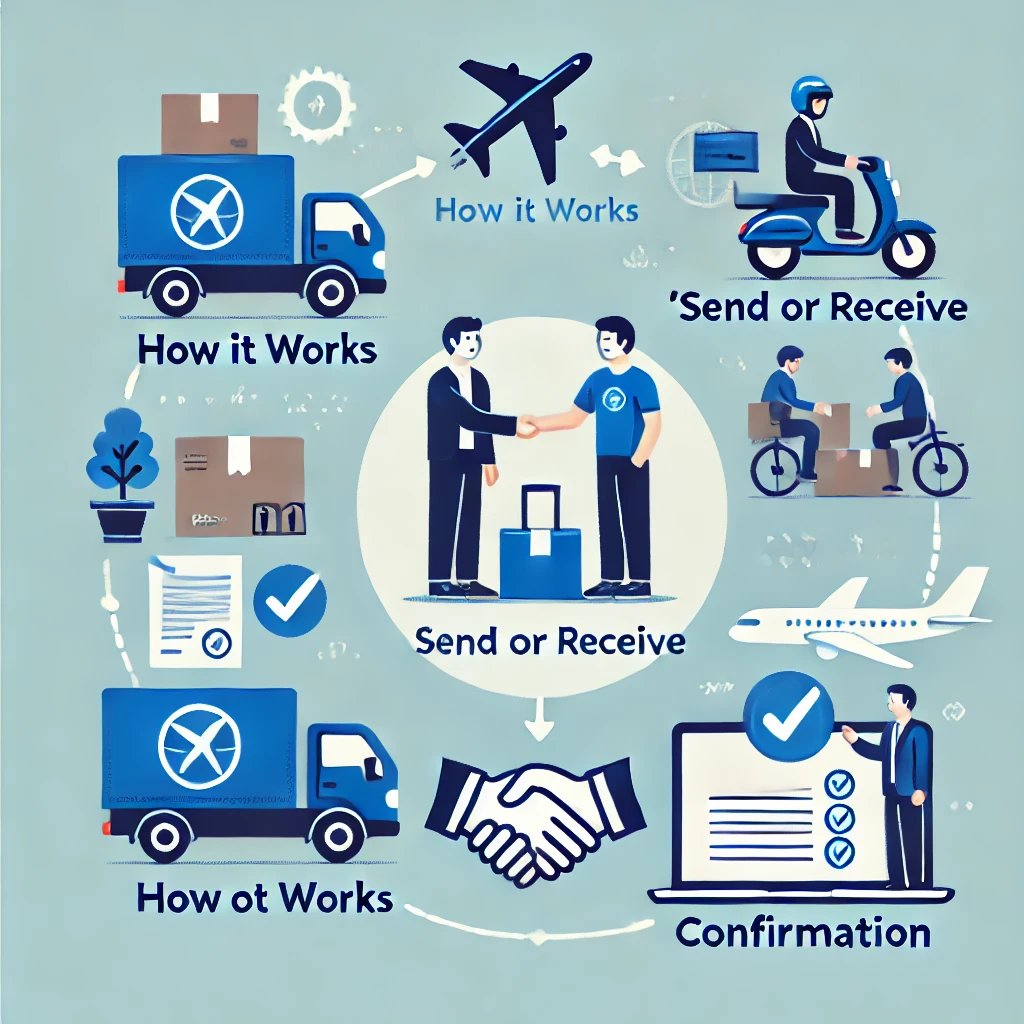 How it Works
'Send or Receive
How it Works
Send or Receive
How ot Works
Confirmation